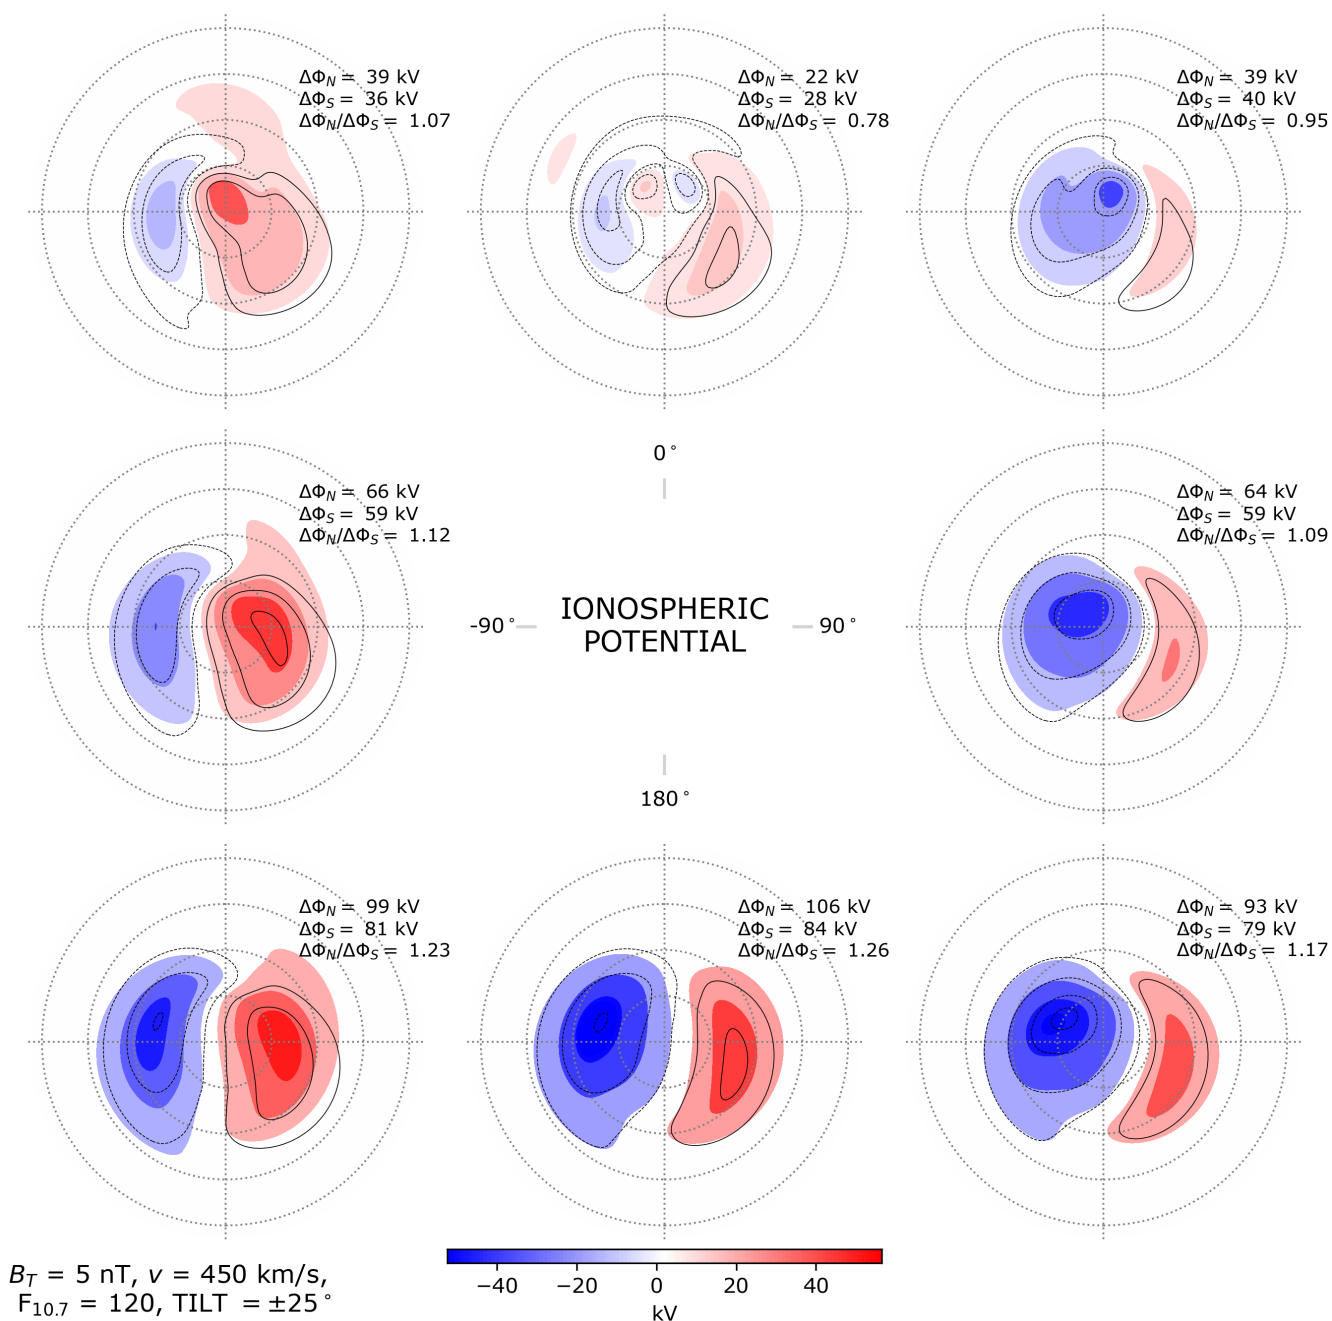 ΔΦN = 39 kV
ΔΦS = 36 kV
ΔΦN/ΔΦS = 1.07
ΔΦN = 22 kV
ΔΦS = 28 kV
ΔΦN/ΔΦS = 0.78
ΔΦN = 39 kV
ΔΦS = 40 kV
ΔΦN/ΔΦS = 0.95
0°
ΔΦN = 66 kV
ΔΦS = 59 kV
ΔΦN/ΔΦS = 1.12
-90°
IONOSPHERIC
POTENTIAL
90°
ΔΦN = 64 kV
ΔΦS = 59 kV
ΔΦN/ΔΦS = 1.09
180°
ΔΦN = 99 kV
ΔΦS = 81 kV
ΔΦN/ΔΦS = 1.23
ΔΦN = 106 kV
ΔΦS = 84 kV
ΔΦN/ΔΦS = 1.26
ΔΦN = 93 kV
ΔΦS = 79 kV
ΔΦN/ΔΦS = 1.17
BT = 5 nT, v = 450 km/s,
F10.7 = 120, TILT = ±25°
−40 −20 0 20 40
kV